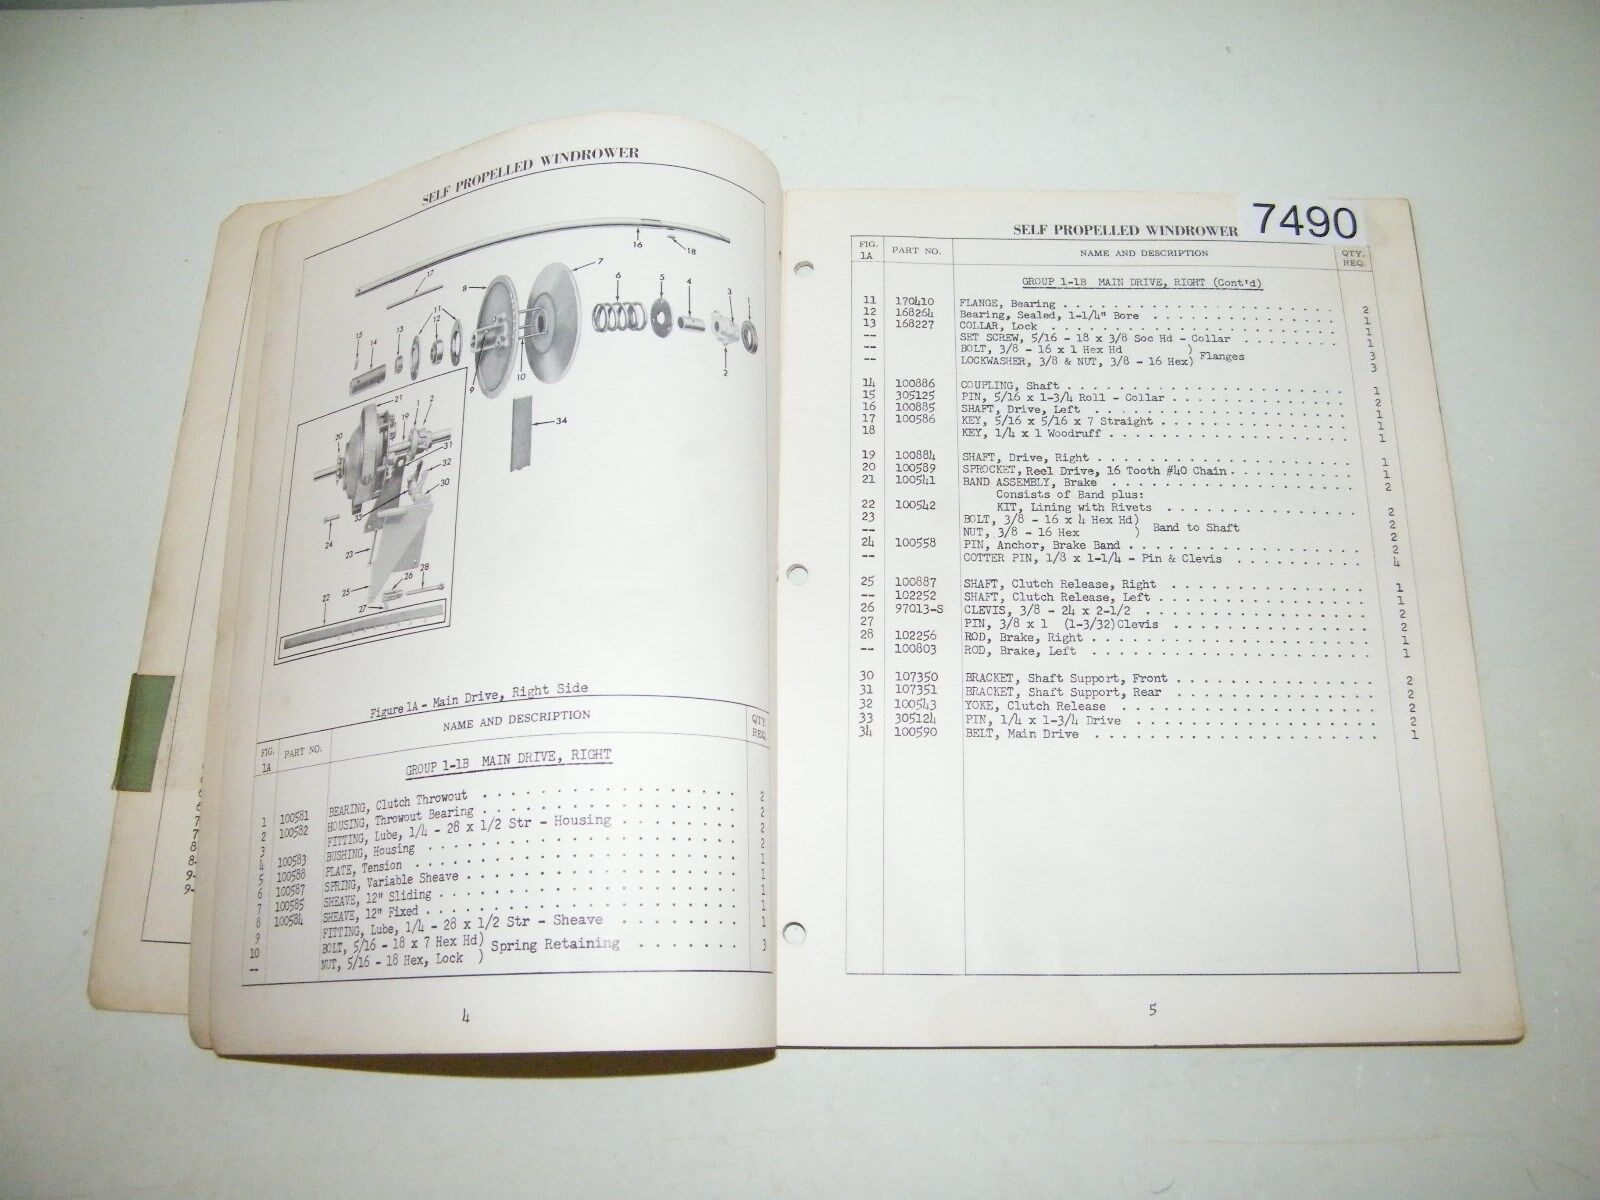 SELF PROPELLED WINDROWER
16
18
17
7
8
6
5
4
3
1
11
12
13
14
15
9
10
2
34
21
1
2
19
20
31
32
30
33
24
23
28
26
25
22
27
Figure 1A - Main Drive, Right Side
FIG. 1A PART NO. NAME AND DESCRIPTION QTY. REQ.
GROUP 1-1B MAIN DRIVE, RIGHT
1 100581 BEARING, Clutch Throwout 2
2 100582 HOUSING, Throwout Bearing 2
3 FITTING, Lube, 1/4 - 28 x 1/2 Str - Housing 2
4 100583 BUSHING, Housing 2
5 100588 PLATE, Tension 1
6 100587 SPRING, Variable Sheave 1
7 100585 SHEAVE, 12" Sliding 1
8 100584 SHEAVE, 12" Fixed 1
9 FITTING, Lube, 1/4 - 28 x 1/2 Str - Sheave 1
10 BOLT, 5/16 - 18 x 7 Hex Hd)
-- NUT, 5/16 - 18 Hex, Lock ) Spring Retaining 3
4
7490
SELF PROPELLED WINDROWER
FIG. 1A PART NO. NAME AND DESCRIPTION QTY. REQ.
GROUP 1-1B MAIN DRIVE, RIGHT (Cont'd)
11 170410 FLANGE, Bearing 2
12 168264 Bearing, Sealed, 1-1/4" Bore 1
13 168227 COLLAR, Lock 1
-- SET SCREW, 5/16 - 18 x 3/8 Soc Hd - Collar 1
-- BOLT, 3/8 - 16 x 1 Hex Hd ) 3
-- LOCKWASHER, 3/8 & NUT, 3/8 - 16 Hex) Flanges 3
14 100886 COUPLING, Shaft 1
15 305125 PIN, 5/16 x 1-3/4 Roll - Collar 2
16 100885 SHAFT, Drive, Left 1
17 100586 KEY, 5/16 x 5/16 x 7 Straight 1
18 KEY, 1/4 x 1 Woodruff 1
19 100884 SHAFT, Drive, Right 1
20 100589 SPROCKET, Reel Drive, 16 Tooth #40 Chain 1
21 100541 BAND ASSEMBLY, Brake 2
Consists of Band plus:
22 100542 KIT, Lining with Rivets 2
23 BOLT, 3/8 - 16 x 4 Hex Hd) Band to Shaft 2
-- NUT, 3/8 - 16 Hex ) 2
24 100558 PIN, Anchor, Brake Band 2
-- COTTER PIN, 1/8 x 1-1/4 - Pin & Clevis 4
25 100887 SHAFT, Clutch Release, Right 1
-- 102252 SHAFT, Clutch Release, Left 1
26 97013-S CLEVIS, 3/8 - 24 x 2-1/2 2
27 PIN, 3/8 x 1 (1-3/32) Clevis 2
28 102256 ROD, Brake, Right 1
-- 100803 ROD, Brake, Left 1
30 107350 BRACKET, Shaft Support, Front 2
31 107351 BRACKET, Shaft Support, Rear 2
32 100543 YOKE, Clutch Release 2
33 305124 PIN, 1/4 x 1-3/4 Drive 2
34 100590 BELT, Main Drive 1
5